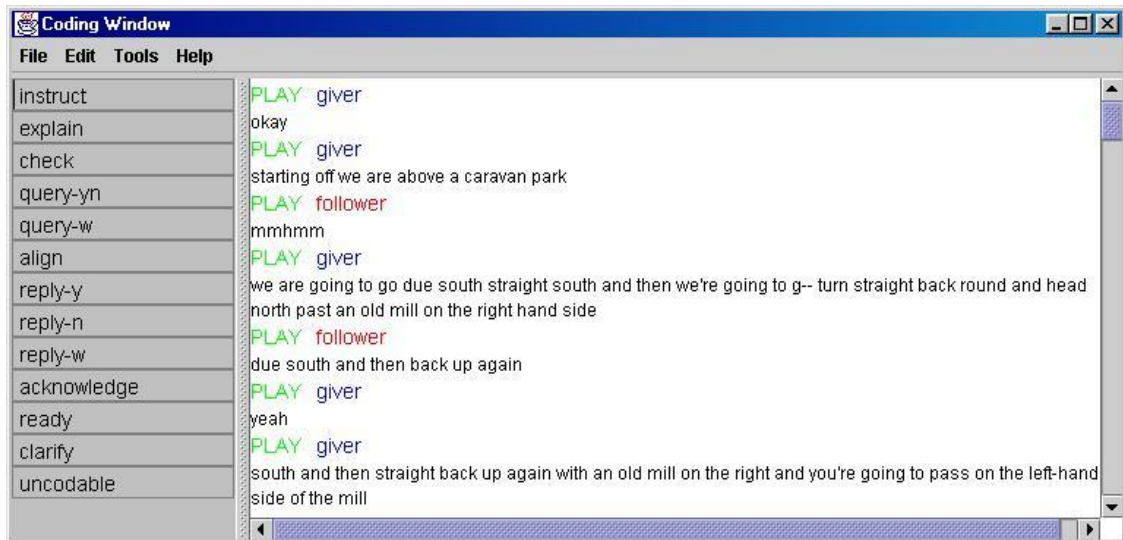 Coding Window
File Edit Tools Help
instruct
explain
check
query-yn
query-w
align
reply-y
reply-n
reply-w
acknowledge
ready
clarify
uncodable
PLAY giver
okay
PLAY giver
starting off we are above a caravan park
PLAY follower
mmhmm
PLAY giver
we are going to go due south straight south and then we're going to g-- turn straight back round and head
north past an old mill on the right hand side
PLAY follower
due south and then back up again
PLAY giver
yeah
PLAY giver
south and then straight back up again with an old mill on the right and you're going to pass on the left-hand
side of the mill